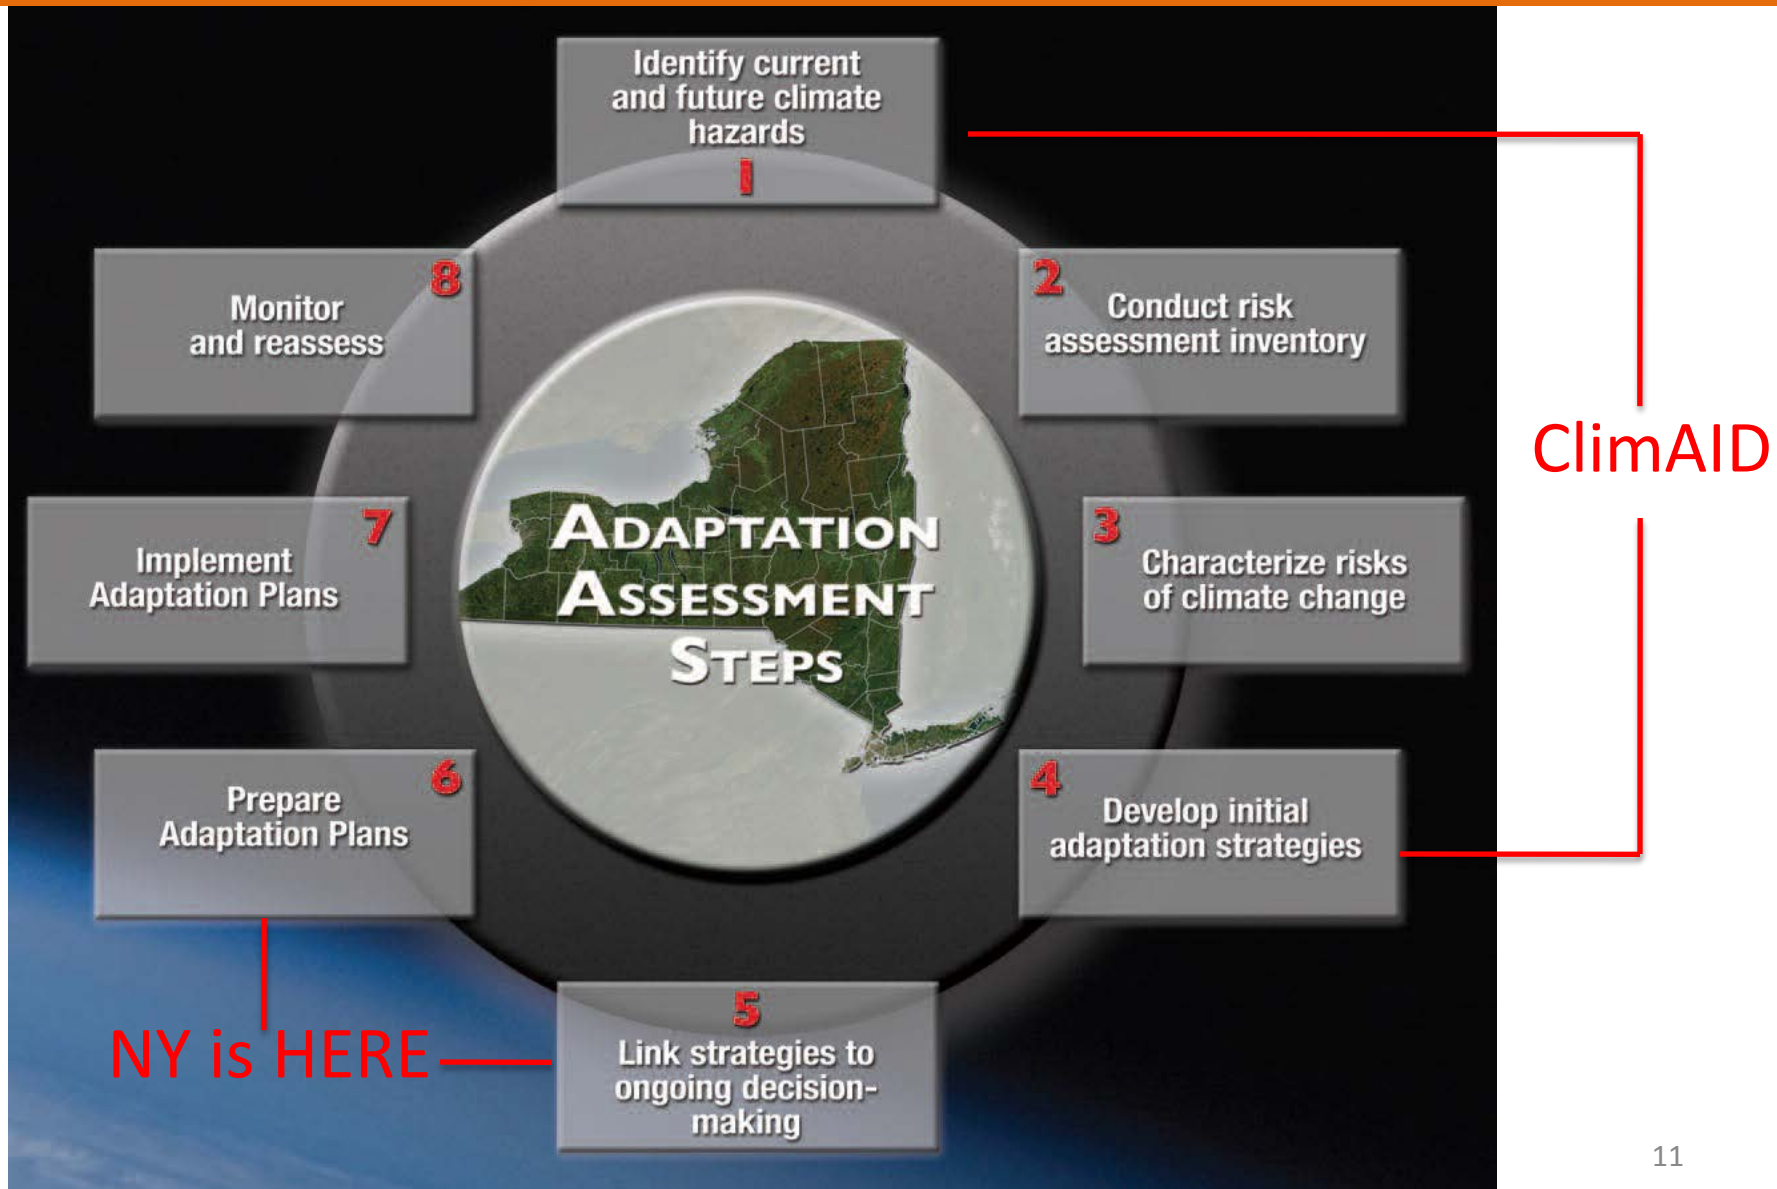 Identify current
and future climate
hazards
1
2
Conduct risk
assessment inventory
3
Characterize risks
of climate change
4
Develop initial
adaptation strategies
5
Link strategies to
ongoing decision-
making
6
Prepare
Adaptation Plans
7
Implement
Adaptation Plans
8
Monitor
and reassess
ADAPTATION
ASSESSMENT
STEPS
ClimAID
NY is HERE
11